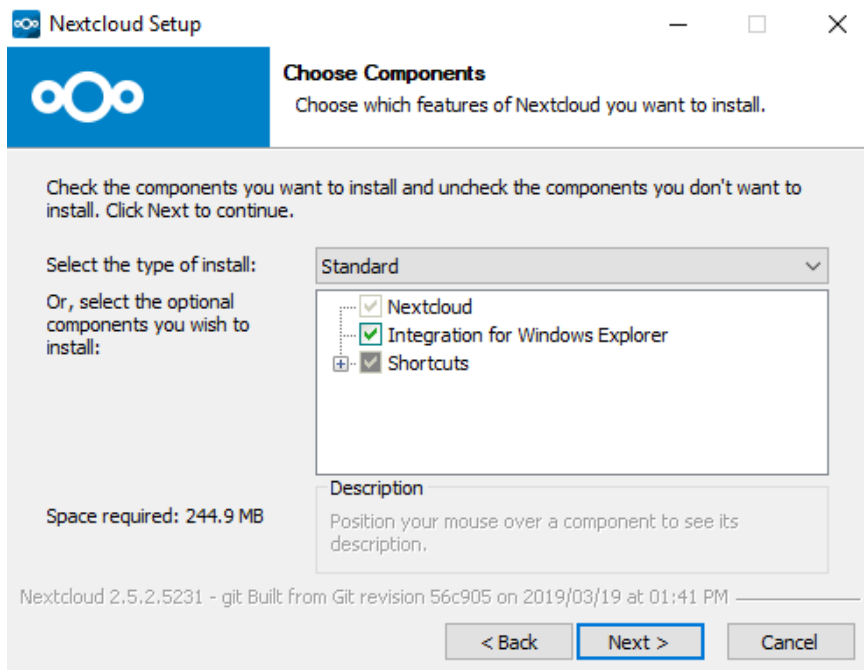 Nextcloud Setup
Choose Components
Choose which features of Nextcloud you want to install.
Check the components you want to install and uncheck the components you don't want to
install. Click Next to continue.
Select the type of install:
Standard
Or, select the optional
components you wish to
install:
Nextcloud
Integration for Windows Explorer
Shortcuts
Space required: 244.9 MB
Description
Position your mouse over a component to see its
description.
Nextcloud 2.5.2.5231 - git Built from Git revision 56c905 on 2019/03/19 at 01:41 PM
< Back
Next >
Cancel